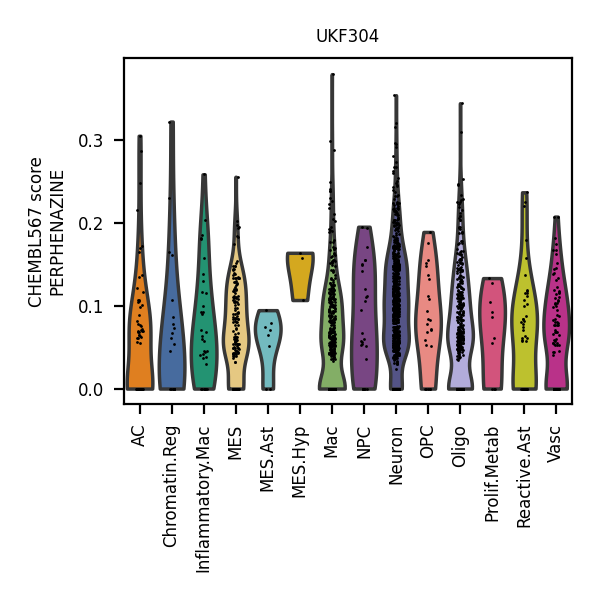 UKF304
CHEMBL567 score
PERPHENAZINE
0.3
0.2
0.1
0.0
AC
Chromatin.Reg
Inflammatory.Mac
MES
MES.Ast
MES.Hyp
Mac
NPC
Neuron
OPC
Oligo
Prolif.Metab
Reactive.Ast
Vasc